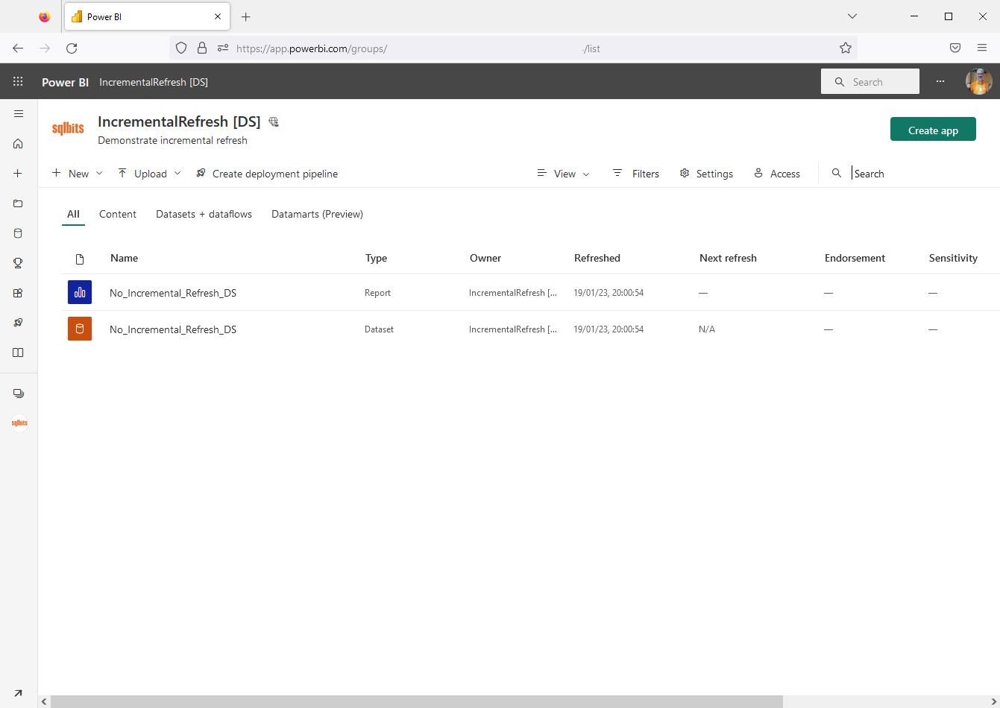 Power BI
https://app.powerbi.com/groups/ /list
Power BI IncrementalRefresh [DS] Search
sqlbits
IncrementalRefresh [DS]
Demonstrate incremental refresh
Create app
New Upload Create deployment pipeline View Filters Settings Access Search
All Content Datasets + dataflows Datamarts (Preview)
Name Type Owner Refreshed Next refresh Endorsement Sensitivity
No_Incremental_Refresh_DS Report IncrementalRefresh [... 19/01/23, 20:00:54 — — —
No_Incremental_Refresh_DS Dataset IncrementalRefresh [... 19/01/23, 20:00:54 N/A — —
sqlbits